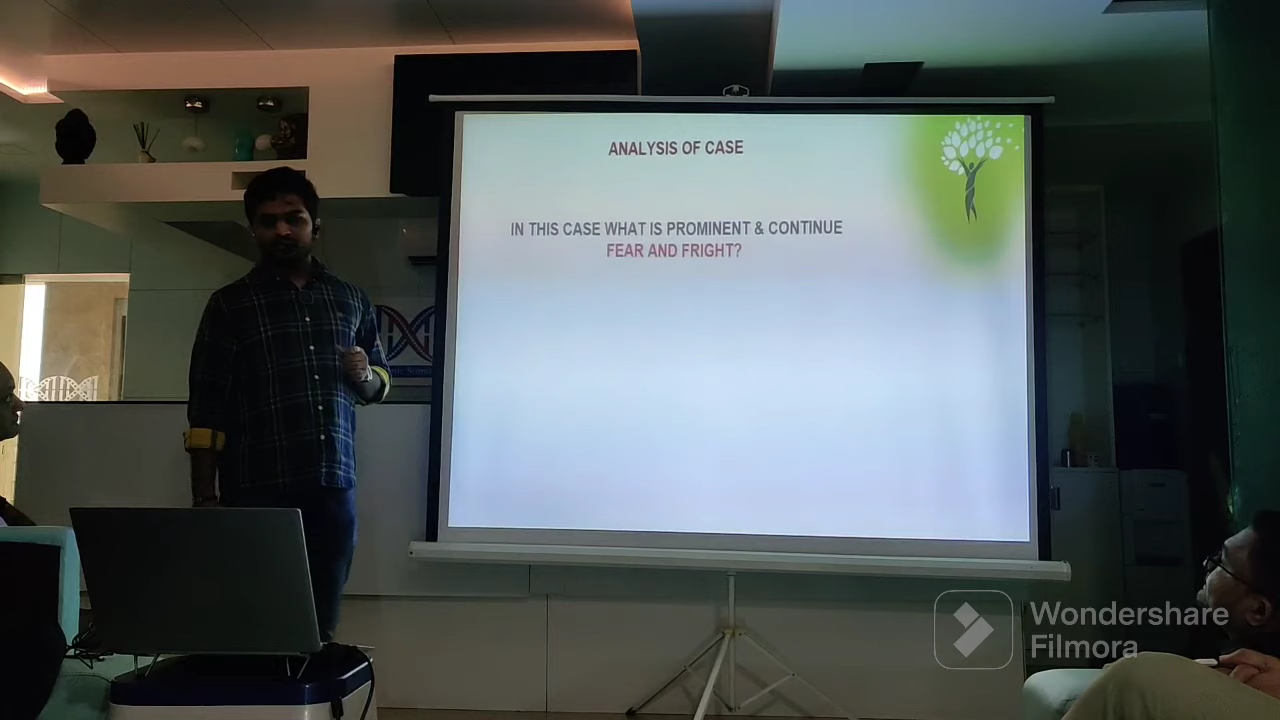 ANALYSIS OF CASE
IN THIS CASE WHAT IS PROMINENT & CONTINUE
FEAR AND FRIGHT?
Wondershare
Filmora